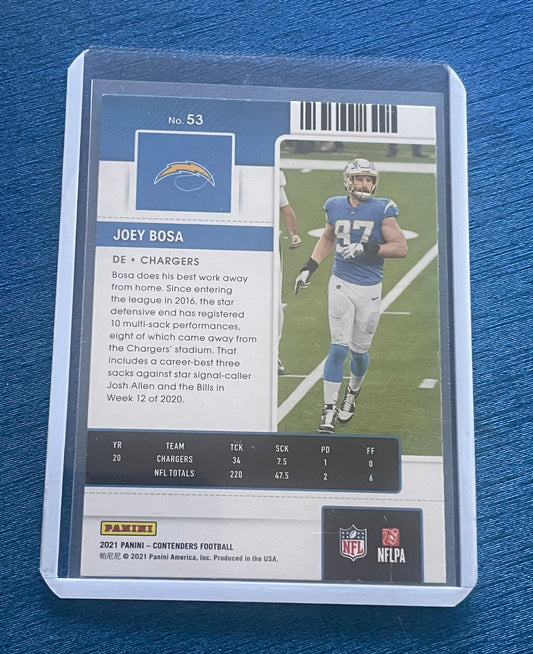 No. 53
JOEY BOSA
DE • CHARGERS
Bosa does his best work away
from home. Since entering
the league in 2016, the star
defensive end has registered
10 multi-sack performances,
eight of which came away from
the Chargers' stadium. That
includes a career-best three
sacks against star signal-caller
Josh Allen and the Bills in
Week 12 of 2020.
97
YR TEAM TCK SCK PD FF
20 CHARGERS 34 7.5 1 0
NFL TOTALS 220 47.5 2 6
PANINI
2021 PANINI – CONTENDERS FOOTBALL
帕尼尼 © 2021 Panini America, Inc. Produced in the USA.
NFL
NFLPA